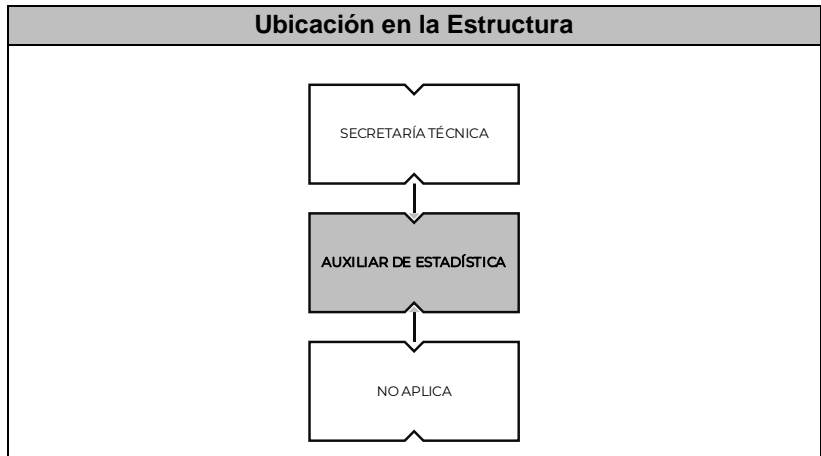 Ubicación en la Estructura
SECRETARÍA TÉCNICA
AUXILIAR DE ESTADÍSTICA
NO APLICA